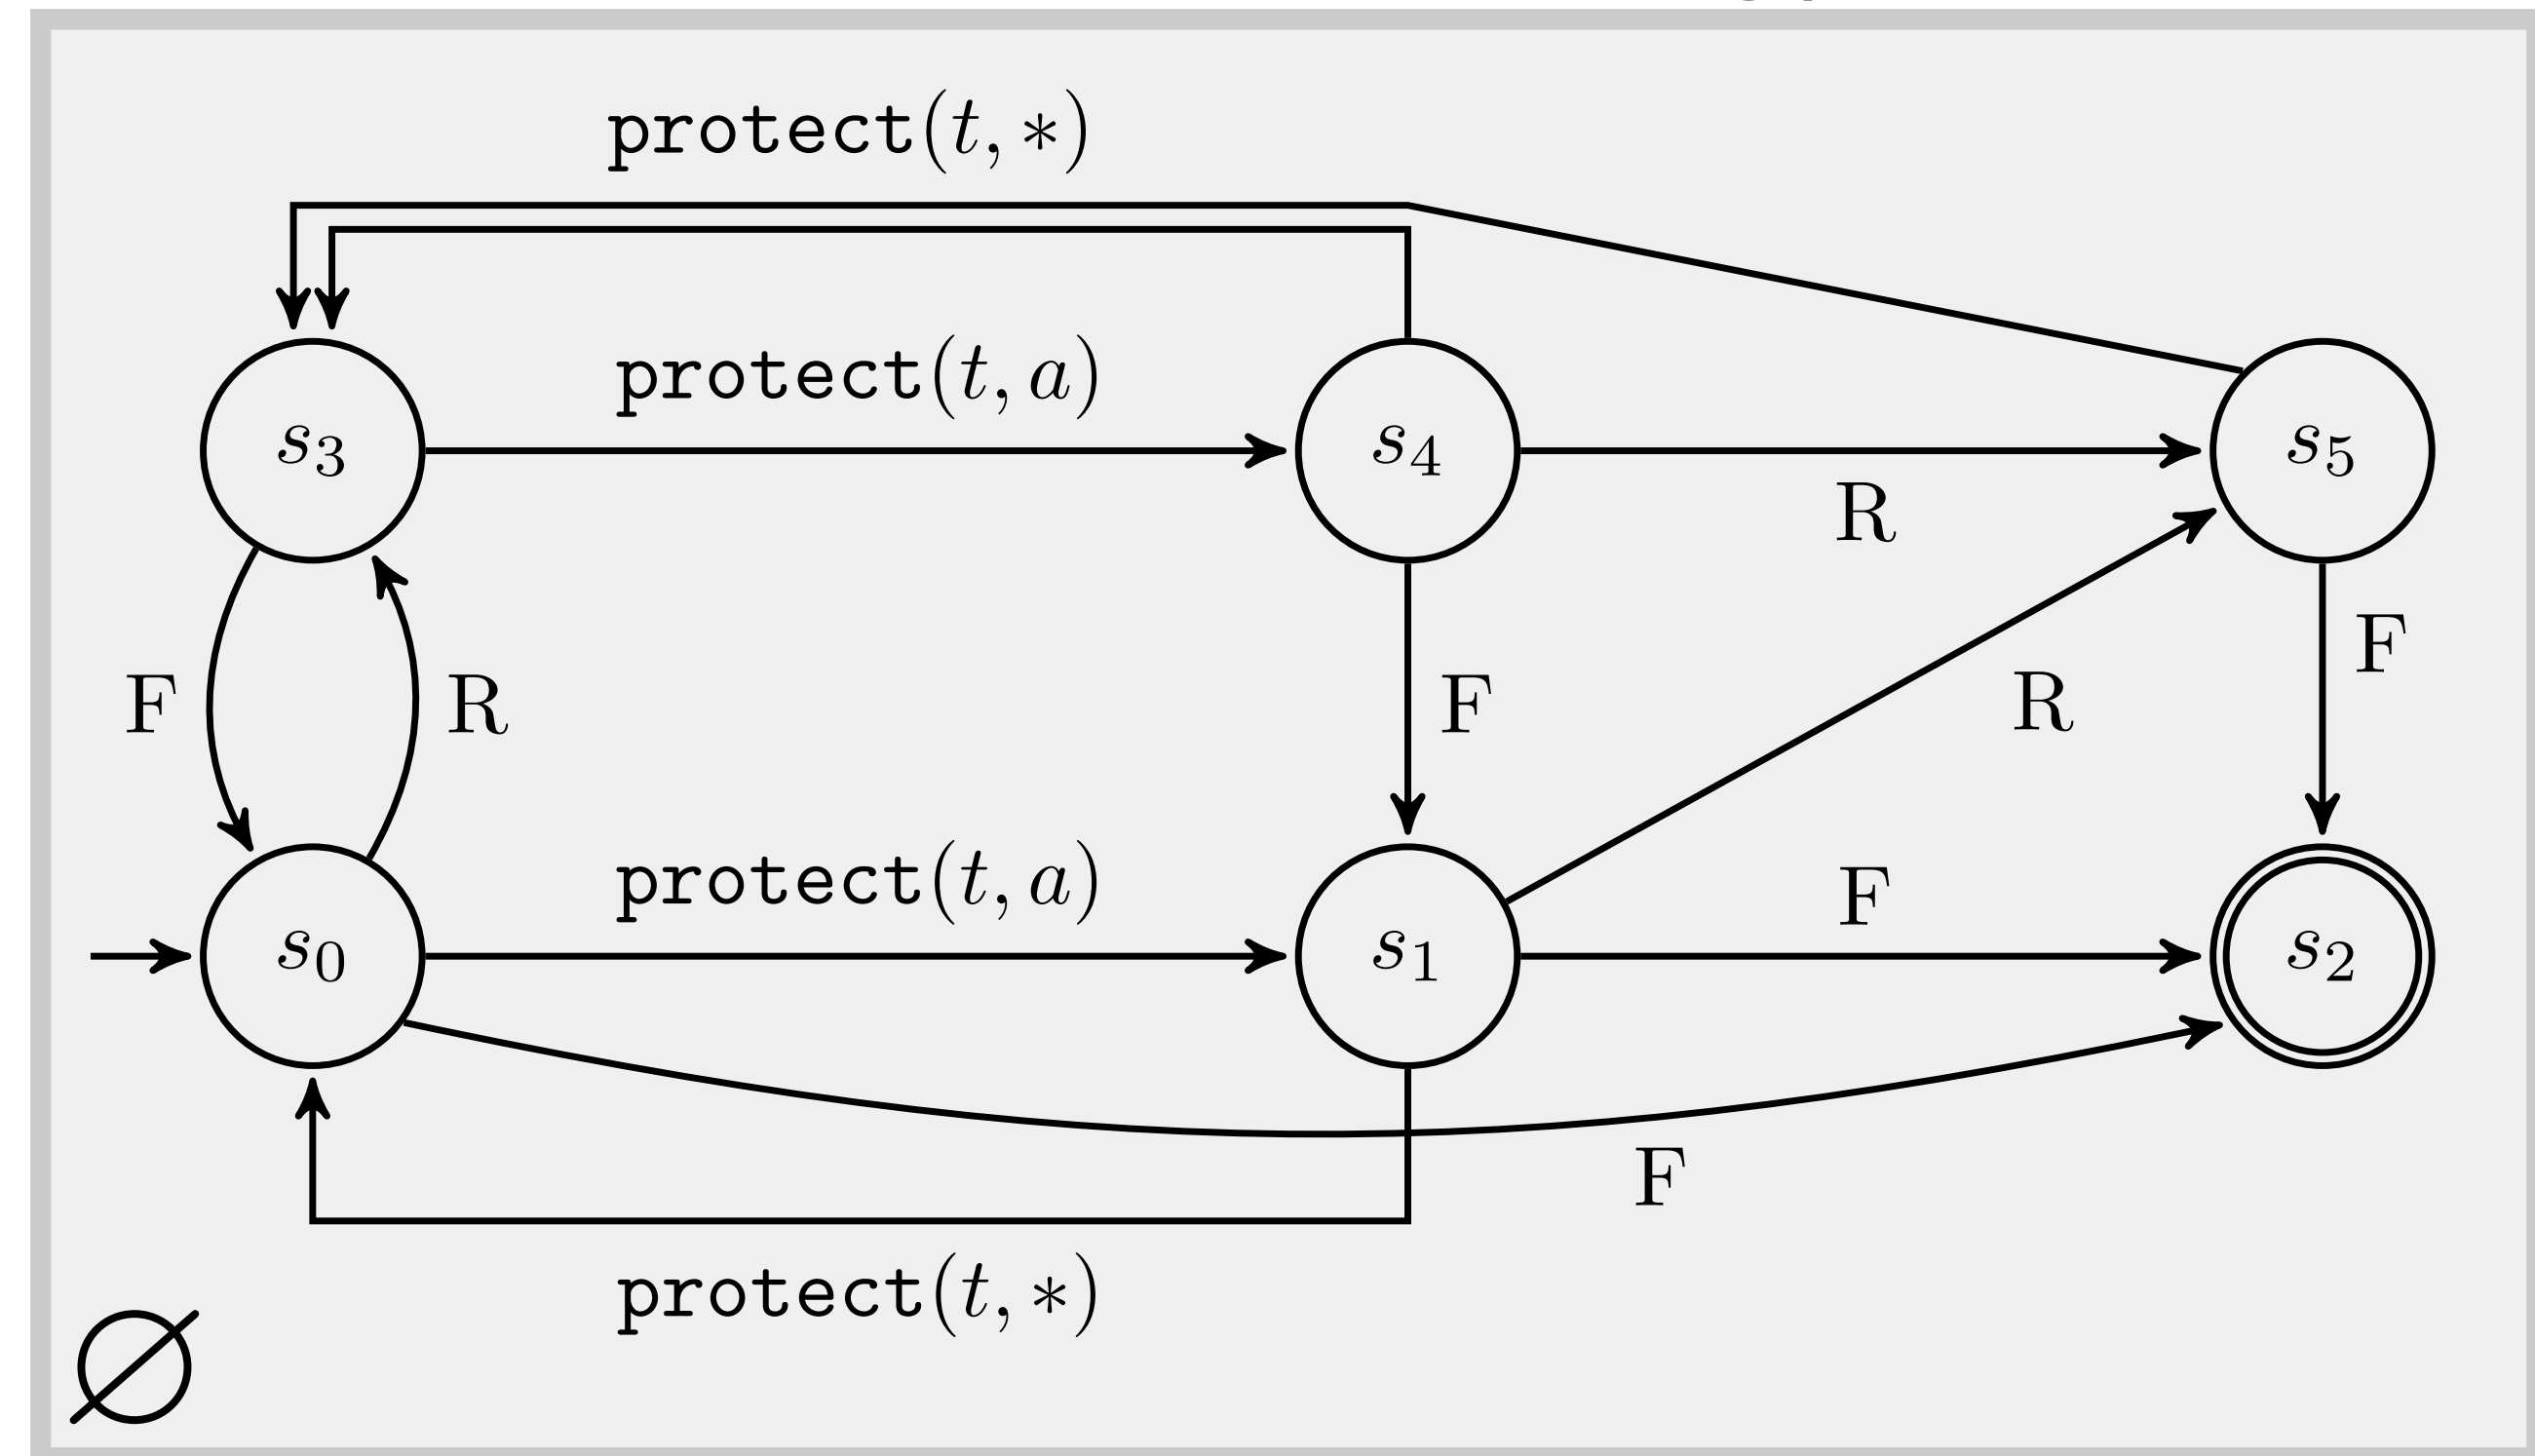 protect(t, *)
protect(t, a)
s3
s4
s5
R
F
R
F
R
F
protect(t, a)
F
s0
s1
s2
F
protect(t, *)
∅